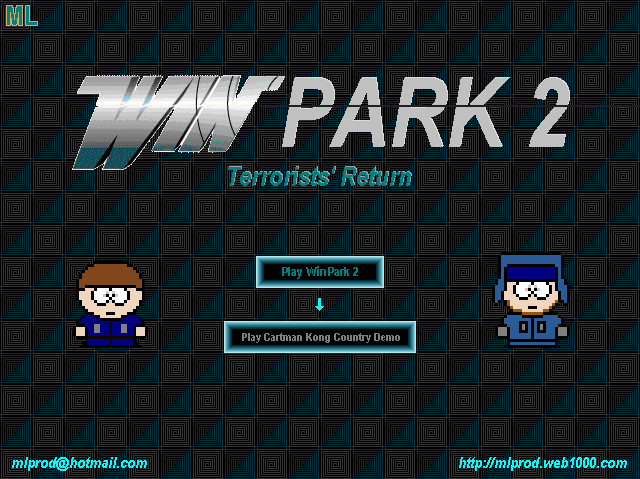 ML
WIN PARK 2
Terrorists' Return
Play WinPark 2
Play Cartman Kong Country Demo
mlprod@hotmail.com
http://mlprod.web1000.com